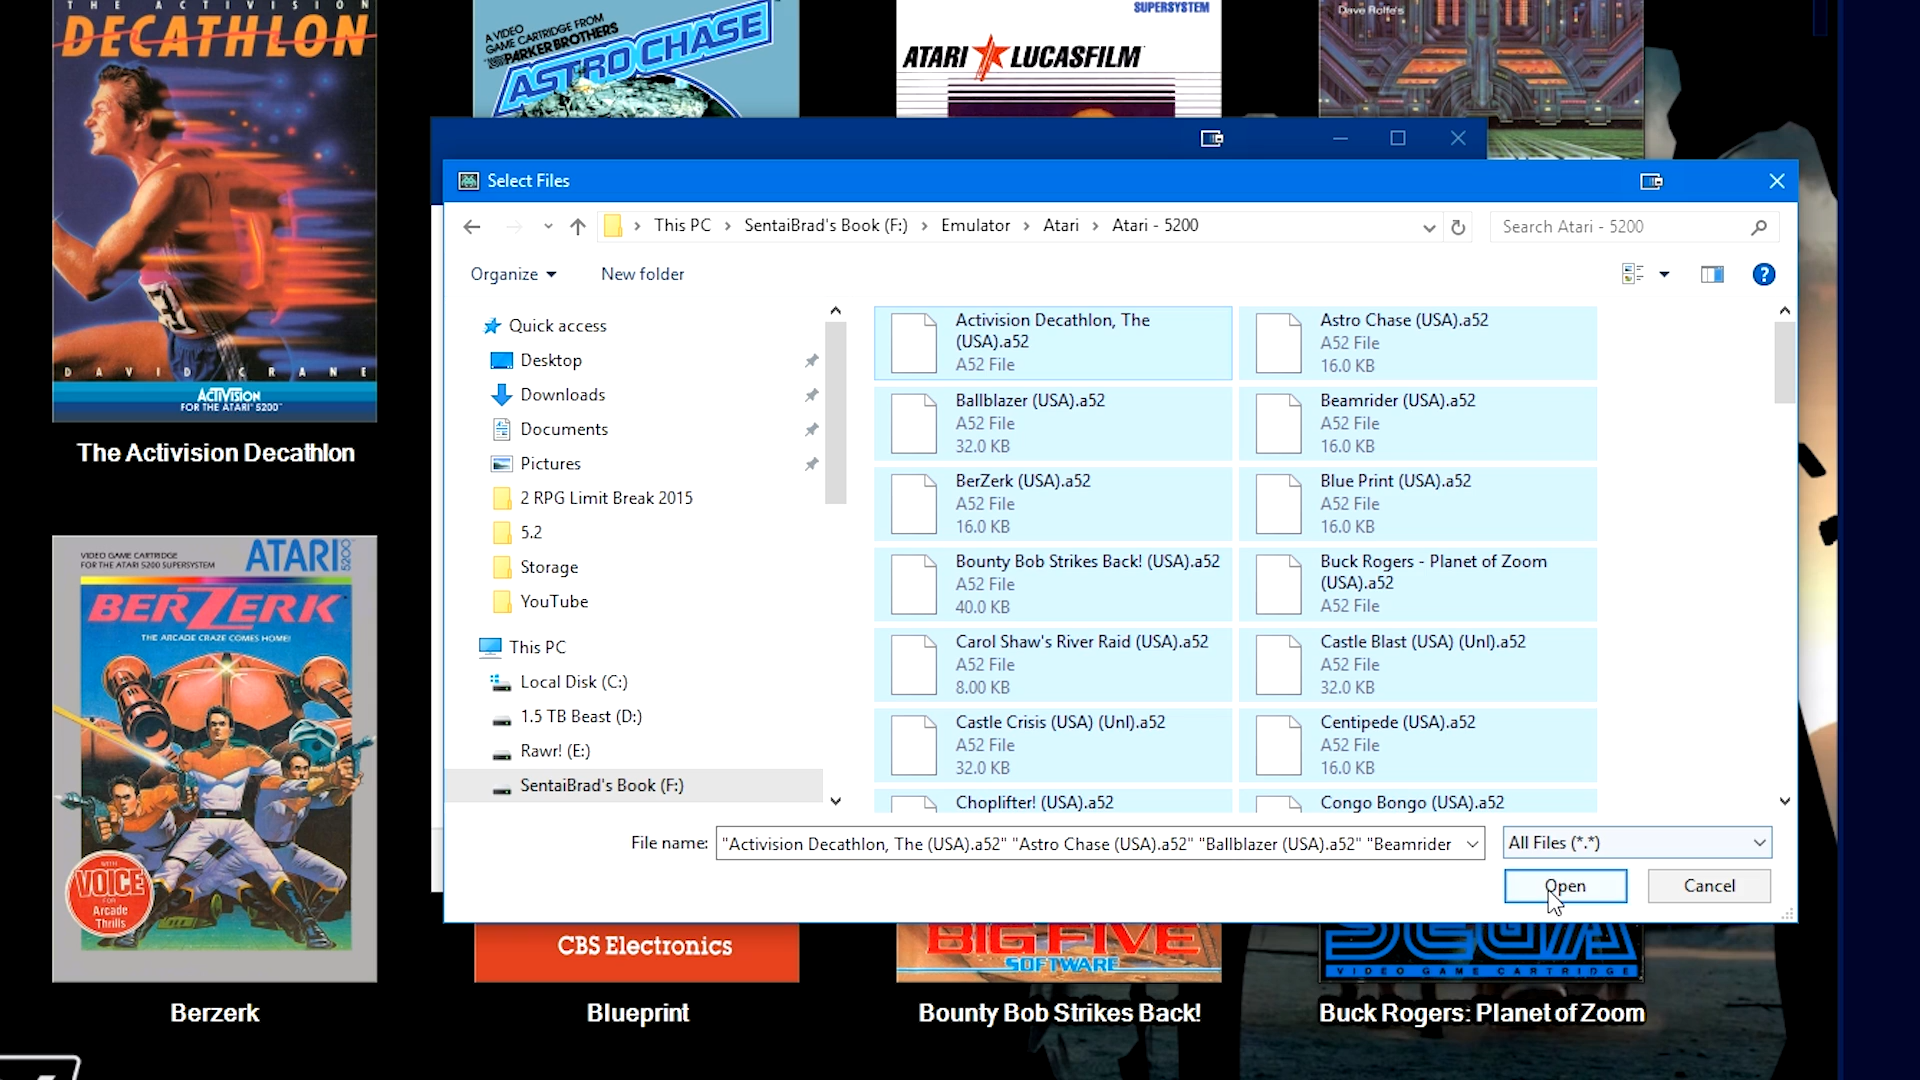 THE ACTIVISION
DECATHLON
DAVID CRANE
ACTIVISION
FOR THE ATARI 5200™
The Activision Decathlon
A VIDEO
GAME CARTRIDGE FROM
PARKER BROTHERS
ASTRO CHASE
SUPERSYSTEM
ATARI LUCASFILM
Dave Rolfe's
Select Files
This PC > SentaiBrad's Book (F:) > Emulator > Atari > Atari - 5200
Search Atari - 5200
Organize
New folder
Quick access
Desktop
Downloads
Documents
Pictures
2 RPG Limit Break 2015
5.2
Storage
YouTube
This PC
Local Disk (C:)
1.5 TB Beast (D:)
Rawr! (E:)
SentaiBrad's Book (F:)
Activision Decathlon, The
(USA).a52
A52 File
Astro Chase (USA).a52
A52 File
16.0 KB
Ballblazer (USA).a52
A52 File
32.0 KB
Beamrider (USA).a52
A52 File
16.0 KB
BerZerk (USA).a52
A52 File
16.0 KB
Blue Print (USA).a52
A52 File
16.0 KB
Bounty Bob Strikes Back! (USA).a52
A52 File
40.0 KB
Buck Rogers - Planet of Zoom
(USA).a52
A52 File
Carol Shaw's River Raid (USA).a52
A52 File
8.00 KB
Castle Blast (USA) (Unl).a52
A52 File
32.0 KB
Castle Crisis (USA) (Unl).a52
A52 File
32.0 KB
Centipede (USA).a52
A52 File
16.0 KB
Choplifter! (USA).a52
Congo Bongo (USA).a52
File name:
"Activision Decathlon, The (USA).a52" "Astro Chase (USA).a52" "Ballblazer (USA).a52" "Beamrider
All Files (*.*)
Open
Cancel
VIDEO GAME CARTRIDGE
FOR THE ATARI 5200 SUPERSYSTEM
ATARI 5200
BERZERK
THE ARCADE CRAZE COMES HOME!
WITH
VOICE
FOR
Arcade
Thrills
Berzerk
CBS Electronics
Blueprint
BIG FIVE
SOFTWARE
Bounty Bob Strikes Back!
SEGA
VIDEO GAME CARTRIDGE
Buck Rogers: Planet of Zoom